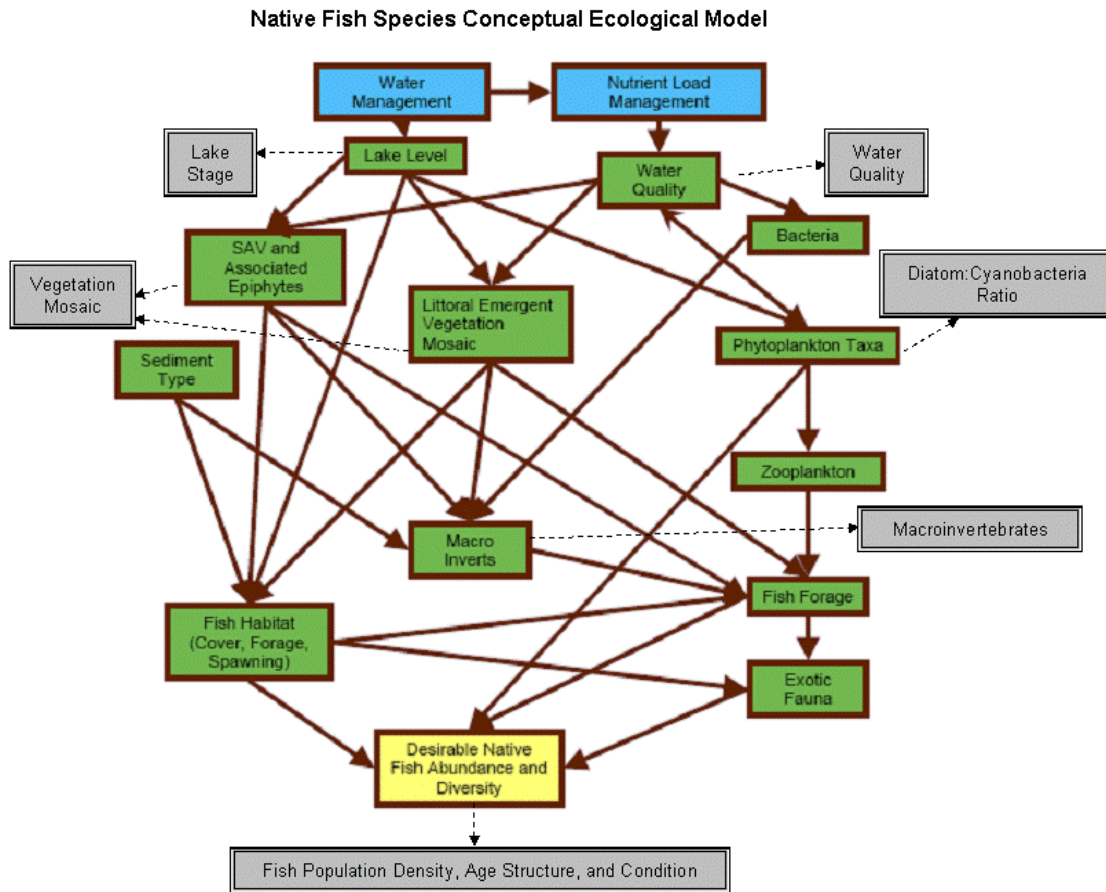 Native Fish Species Conceptual Ecological Model
Water
Management
Nutrient Load
Management
Lake
Stage
Lake Level
Water
Quality
Water
Quality
Bacteria
SAV and
Associated
Epiphytes
Vegetation
Mosaic
Littoral Emergent
Vegetation
Mosaic
Diatom:Cyanobacteria
Ratio
Phytoplankton Taxa
Sediment
Type
Zooplankton
Macro
Inverts
Macroinvertebrates
Fish Forage
Fish Habitat
(Cover, Forage,
Spawning)
Exotic
Fauna
Desirable Native
Fish Abundance and
Diversity
Fish Population Density, Age Structure, and Condition